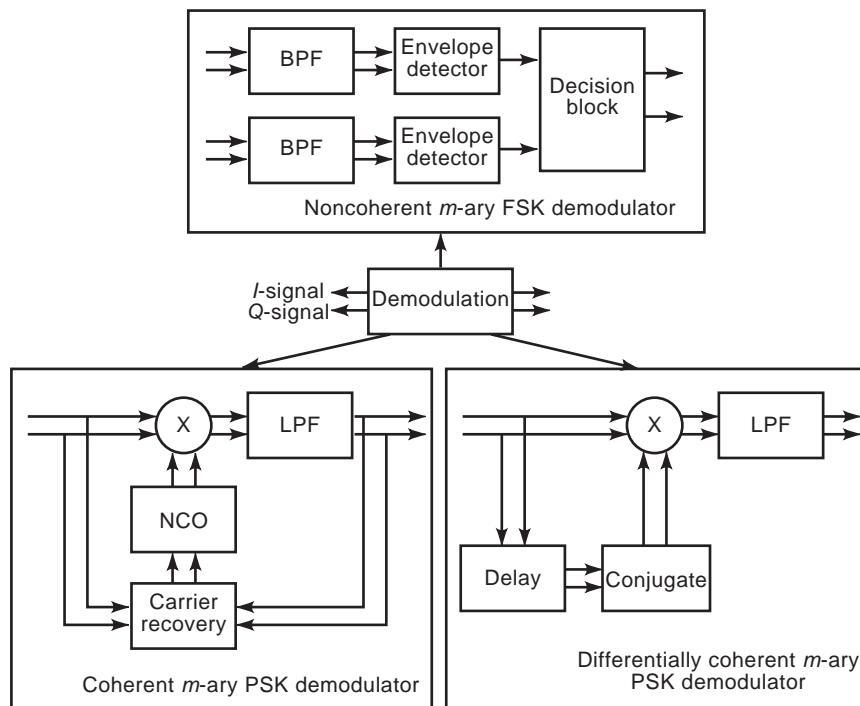 BPF
Envelope
detector
Decision
block
BPF
Envelope
detector
Noncoherent m-ary FSK demodulator
I-signal
Q-signal
Demodulation
X
LPF
NCO
Carrier
recovery
Coherent m-ary PSK demodulator
X
LPF
Delay
Conjugate
Differentially coherent m-ary
PSK demodulator